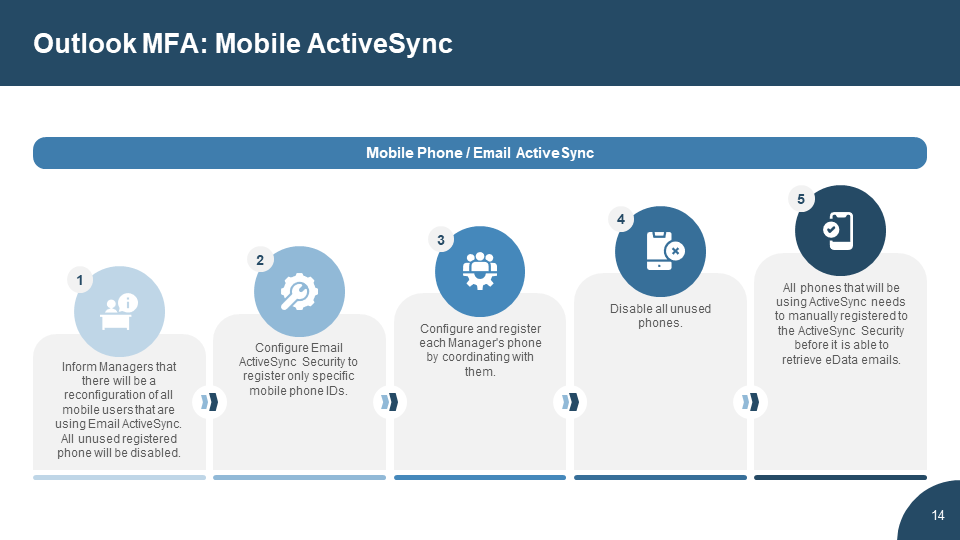 Outlook MFA: Mobile ActiveSync
Mobile Phone / Email ActiveSync
1
Inform Managers that
there will be a
reconfiguration of all
mobile users that are
using Email ActiveSync.
All unused registered
phone will be disabled.
2
Configure Email
ActiveSync Security to
register only specific
mobile phone IDs.
3
Configure and register
each Manager's phone
by coordinating with
them.
4
Disable all unused
phones.
5
All phones that will be
using ActiveSync needs
to manually registered to
the ActiveSync Security
before it is able to
retrieve eData emails.
14